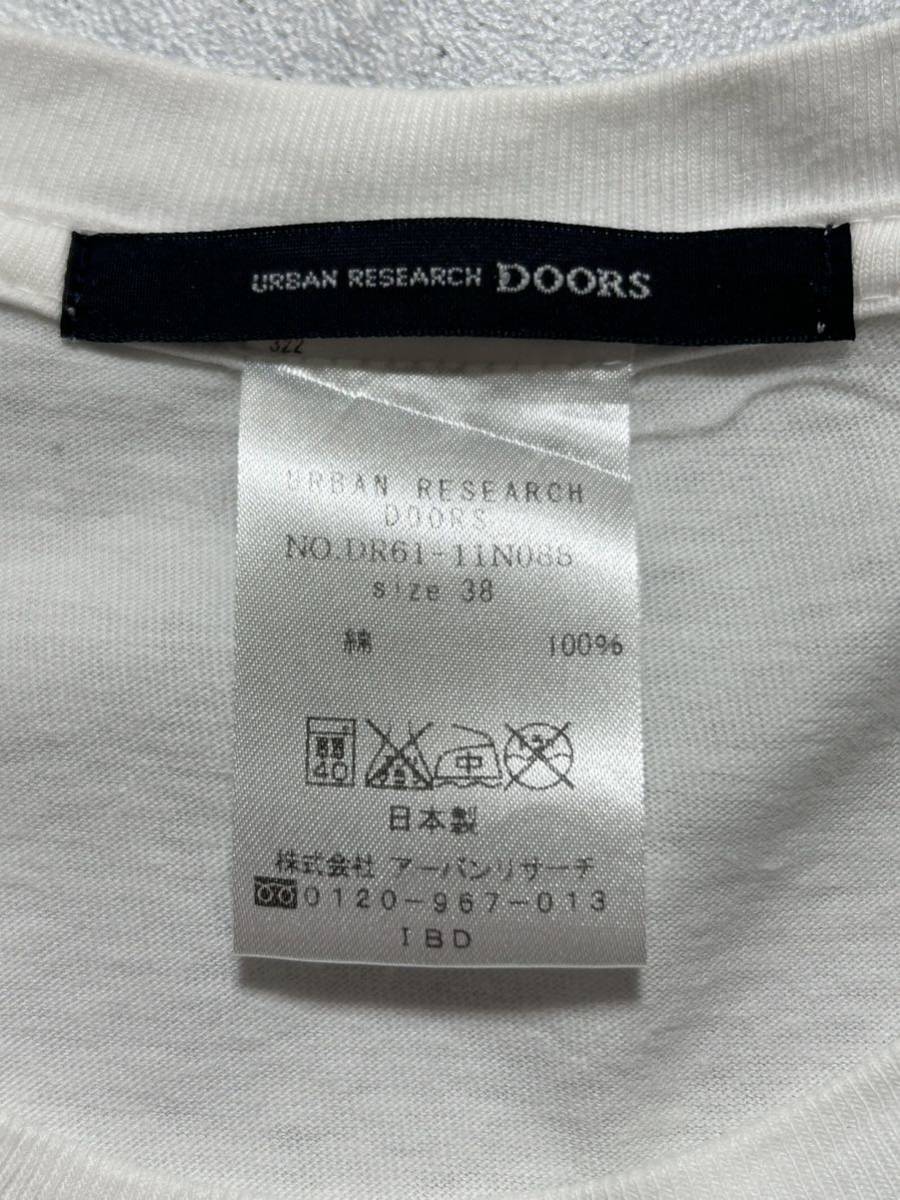 URBAN RESEARCH DOORS
322
URBAN RESEARCH
DOORS
NO.DR61-11N088
size 38
綿 100%
40 中
日本製
株式会社 アーバンリサーチ
0120-967-013
IBD